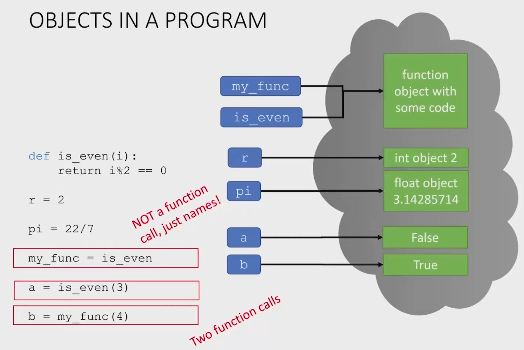 OBJECTS IN A PROGRAM
my_func
is_even
function
object with
some code
r
int object 2
pi
float object
3.14285714
a
False
b
True
def is_even(i):
return i%2 == 0
r = 2
pi = 22/7
my_func = is_even
a = is_even(3)
b = my_func(4)
NOT a function
call, just names!
Two function calls